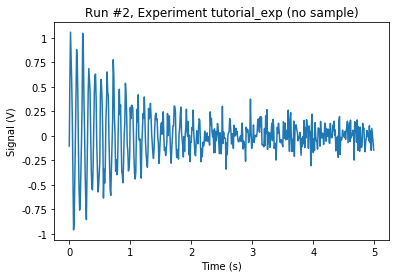 Run #2, Experiment tutorial_exp (no sample)
Signal (V)
1
0.75
0.5
0.25
0
-0.25
-0.5
-0.75
-1
0 1 2 3 4 5
Time (s)